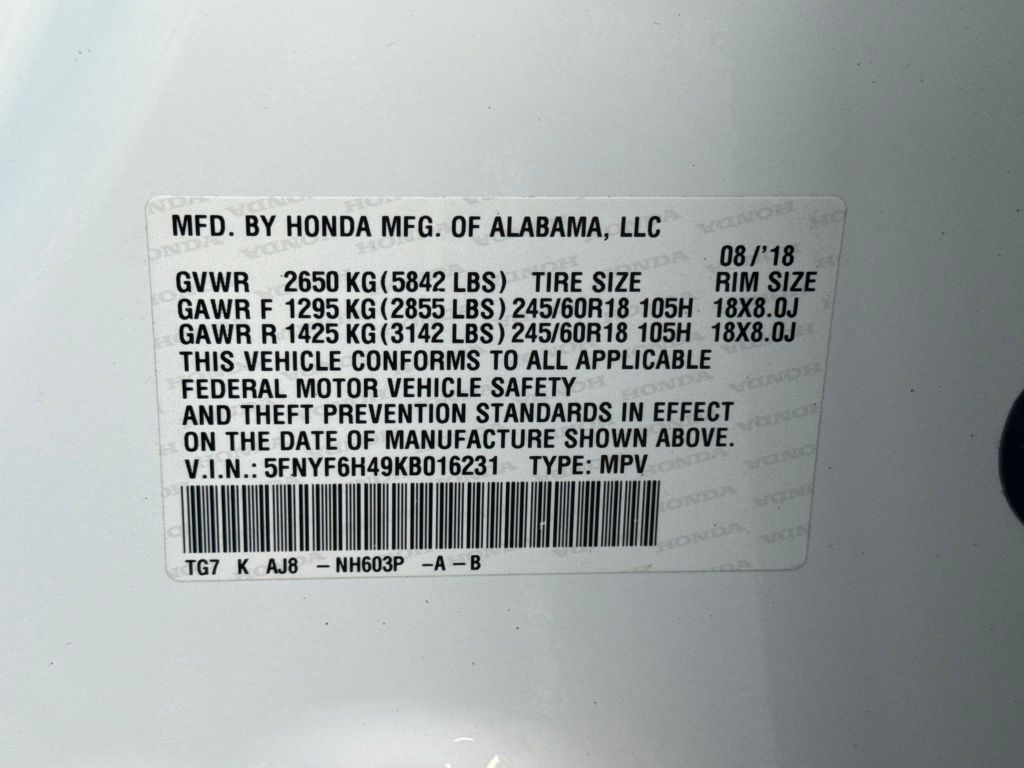 MFD. BY HONDA MFG. OF ALABAMA, LLC
08/'18
GVWR 2650 KG(5842 LBS) TIRE SIZE RIM SIZE
GAWR F 1295 KG(2855 LBS) 245/60R18 105H 18X8.0J
GAWR R 1425 KG(3142 LBS) 245/60R18 105H 18X8.0J
THIS VEHICLE CONFORMS TO ALL APPLICABLE
FEDERAL MOTOR VEHICLE SAFETY
AND THEFT PREVENTION STANDARDS IN EFFECT
ON THE DATE OF MANUFACTURE SHOWN ABOVE.
V.I.N.: 5FNYF6H49KB016231 TYPE: MPV
TG7 K AJ8 -NH603P -A-B